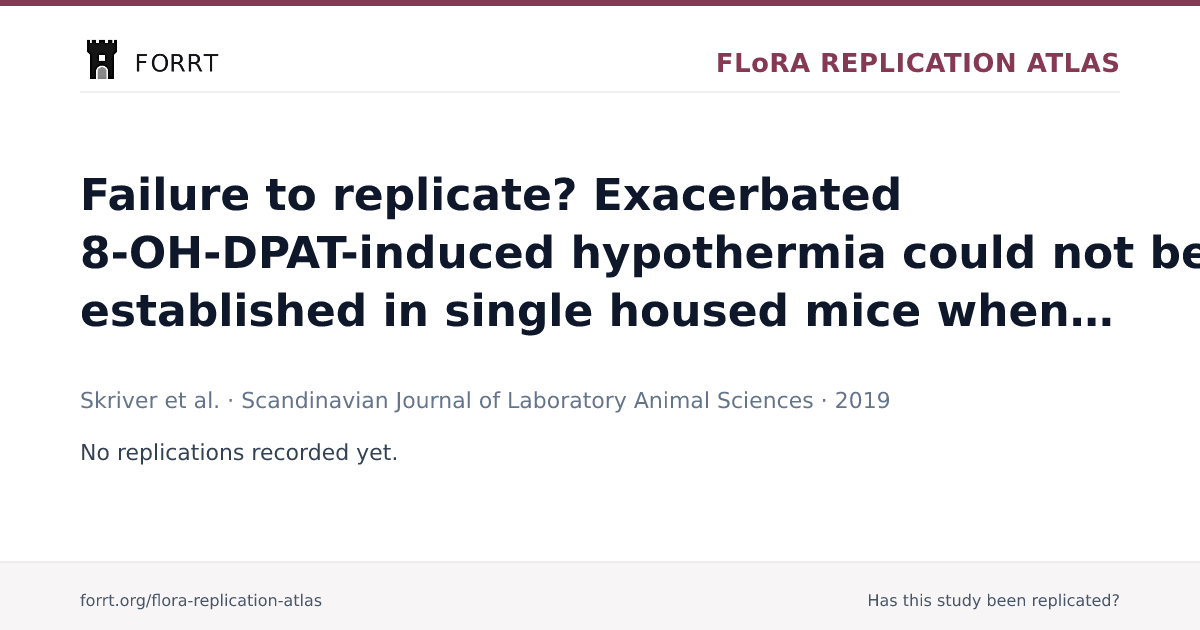 FORRT
FLoRA REPLICATION ATLAS
Failure to replicate? Exacerbated
8-OH-DPAT-induced hypothermia could not be
established in single housed mice when…
Skriver et al. · Scandinavian Journal of Laboratory Animal Sciences · 2019
No replications recorded yet.
forrt.org/flora-replication-atlas
Has this study been replicated?